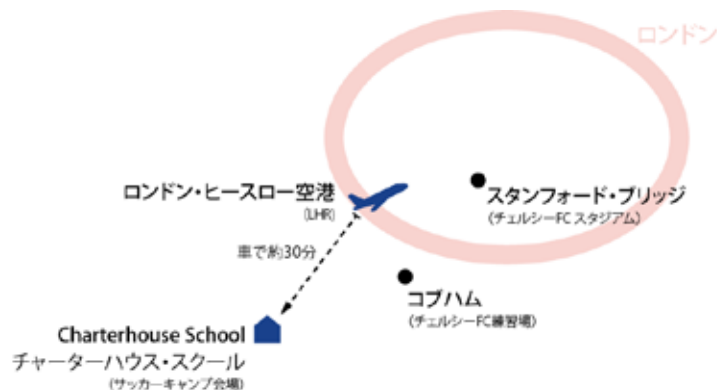 ロンドン
ロンドン・ヒースロー空港
(LHR)
スタンフォード・ブリッジ
(チェルシーFCスタジアム)
車で約30分
コブハム
(チェルシーFC練習場)
Charterhouse School
チャーターハウス・スクール
(サッカーキャンプ会場)